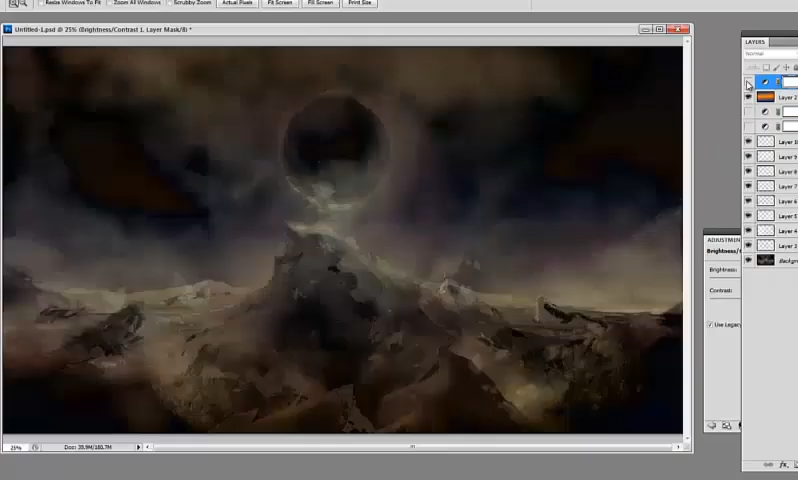 Resize Windows To Fit Zoom All Windows Scrubby Zoom Actual Pixels Fit Screen Fill Screen Print Size
Untitled-1.psd @ 25% (Brightness/Contrast 1, Layer Mask/8) *
LAYERS
Normal
Layer 2
Layer 1
Layer 9
Layer 8
Layer 7
Layer 6
Layer 5
Layer 4
Layer 3
Backgro
ADJUSTMEN
Brightness/
Brightness:
Contrast:
Use Legac
25% Doc: 39.9M/180.7M
fx